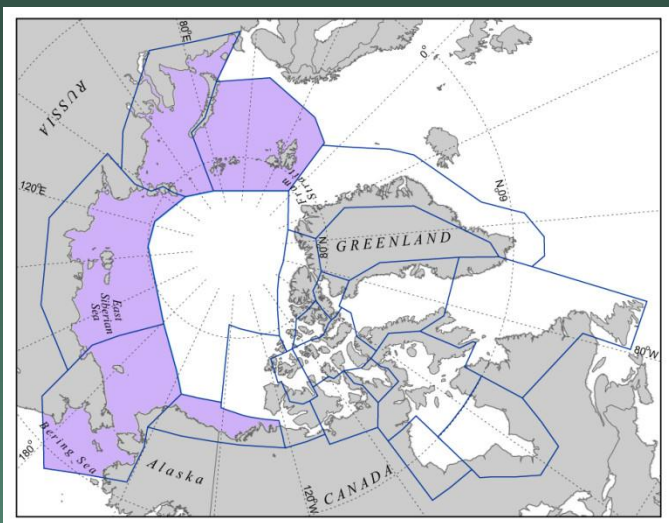 80°E
0°
RUSSIA
120°E
Fram
Strait
60°N
80°N
GREENLAND
East
Siberian
Sea
80°W
180°
Bering Sea
Alaska
120°W
CANADA